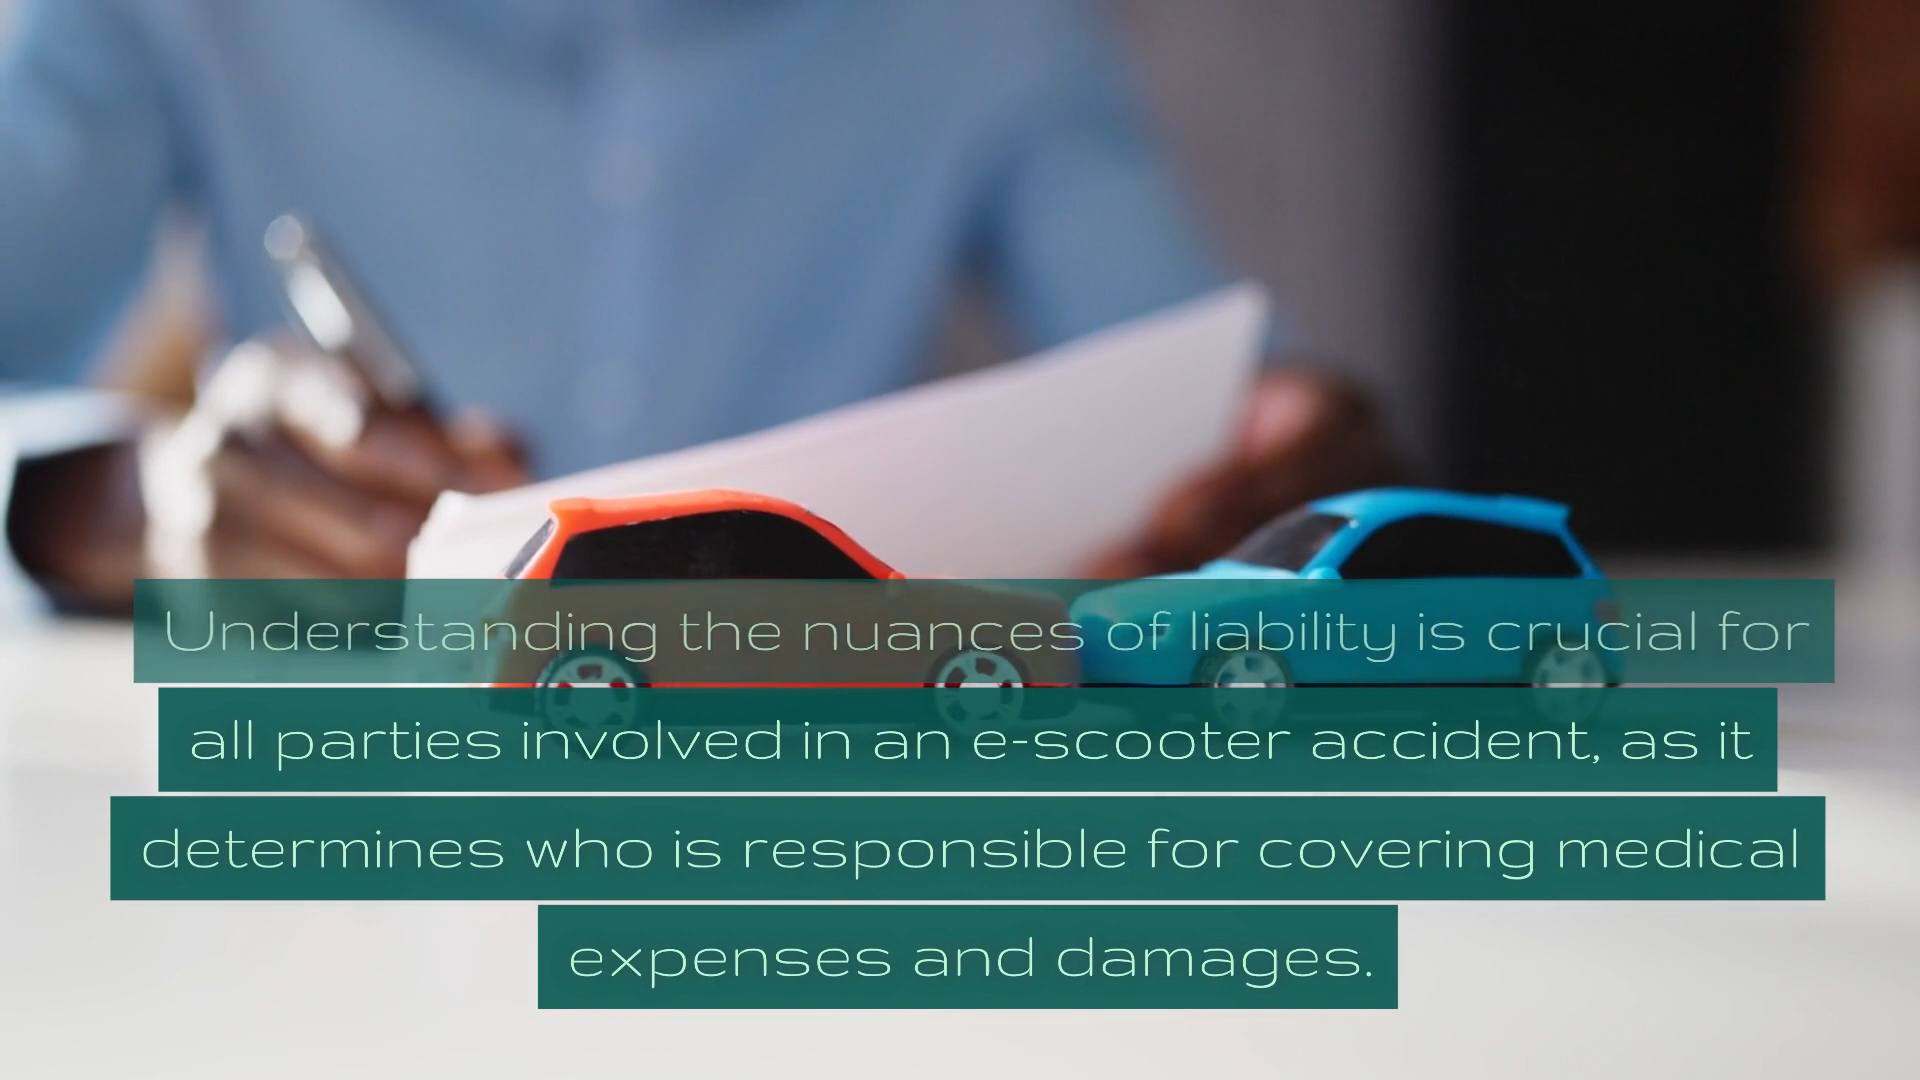 Understanding the nuances of liability is crucial for
all parties involved in an e-scooter accident, as it
determines who is responsible for covering medical
expenses and damages.